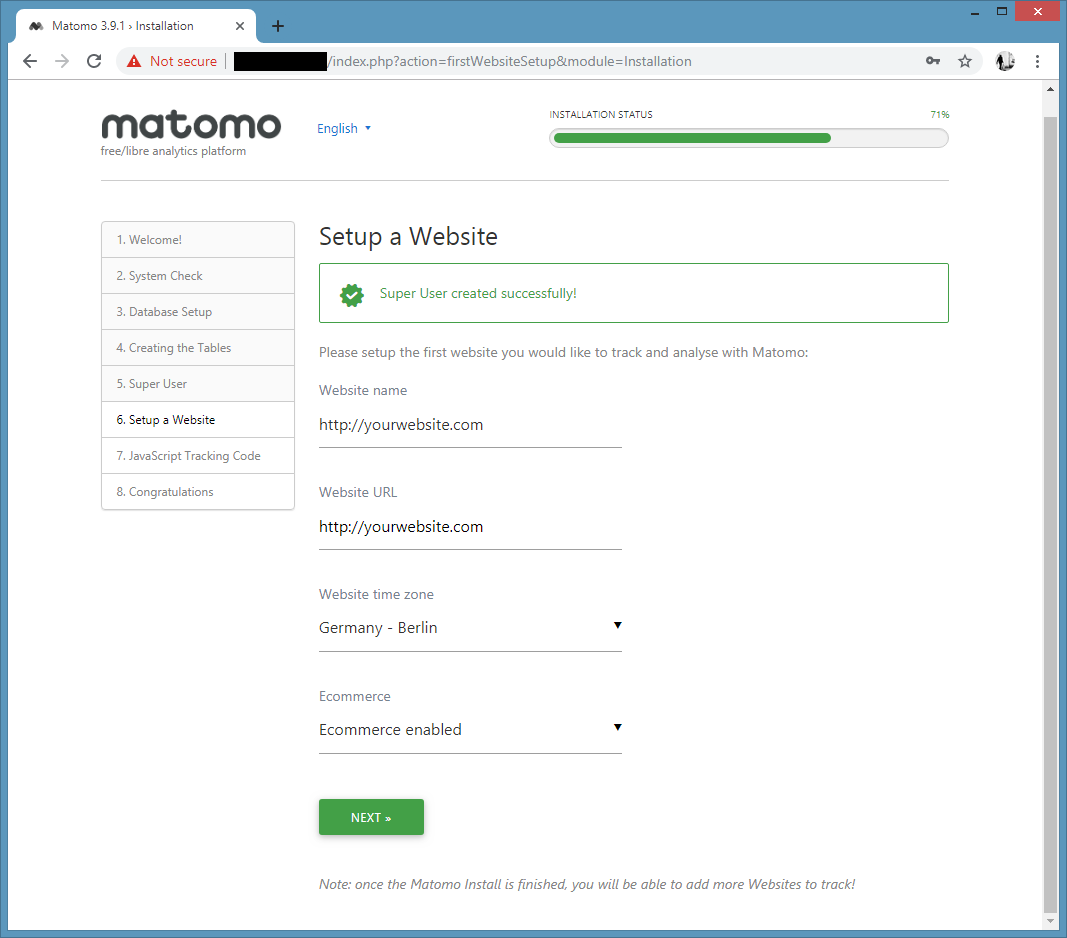 Matomo 3.9.1 › Installation
Not secure
/index.php?action=firstWebsiteSetup&module=Installation
matomo
free/libre analytics platform
English
INSTALLATION STATUS 71%
1. Welcome!
2. System Check
3. Database Setup
4. Creating the Tables
5. Super User
6. Setup a Website
7. JavaScript Tracking Code
8. Congratulations
Setup a Website
Super User created successfully!
Please setup the first website you would like to track and analyse with Matomo:
Website name
http://yourwebsite.com
Website URL
http://yourwebsite.com
Website time zone
Germany - Berlin
Ecommerce
Ecommerce enabled
NEXT »
Note: once the Matomo Install is finished, you will be able to add more Websites to track!